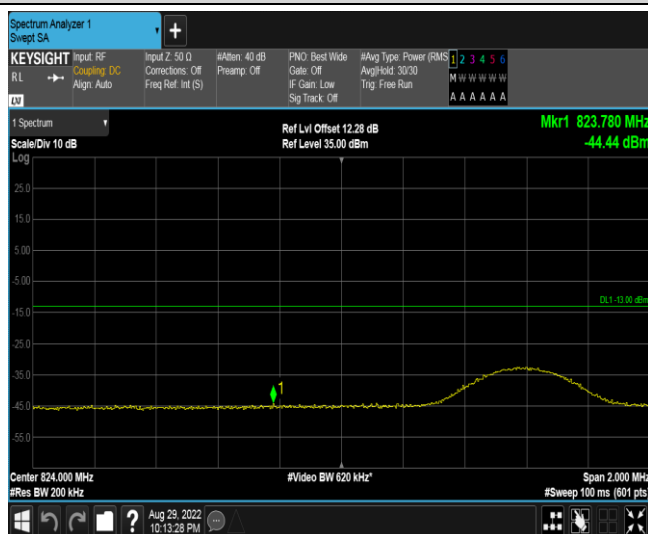 Spectrum Analyzer 1
Swept SA
+
KEYSIGHT
RL
LXI
Input: RF
Coupling: DC
Align: Auto
Input Z: 50 Ω
Corrections: Off
Freq Ref: Int (S)
#Atten: 40 dB
Preamp: Off
PNO: Best Wide
Gate: Off
IF Gain: Low
Sig Track: Off
#Avg Type: Power (RMS
Avg|Hold: 30/30
Trig: Free Run
1 2 3 4 5 6
M W W W W W
A A A A A A
1 Spectrum
Scale/Div 10 dB
Ref Lvl Offset 12.28 dB
Ref Level 35.00 dBm
Mkr1 823.780 MHz
-44.44 dBm
Log
25.0
15.0
5.00
-5.00
DL1 -13.00 dBm
-15.0
-25.0
-35.0
1
-45.0
-55.0
Center 824.000 MHz
#Res BW 200 kHz
#Video BW 620 kHz*
Span 2.000 MHz
#Sweep 100 ms (601 pts)
?
Aug 29, 2022
10:13:28 PM